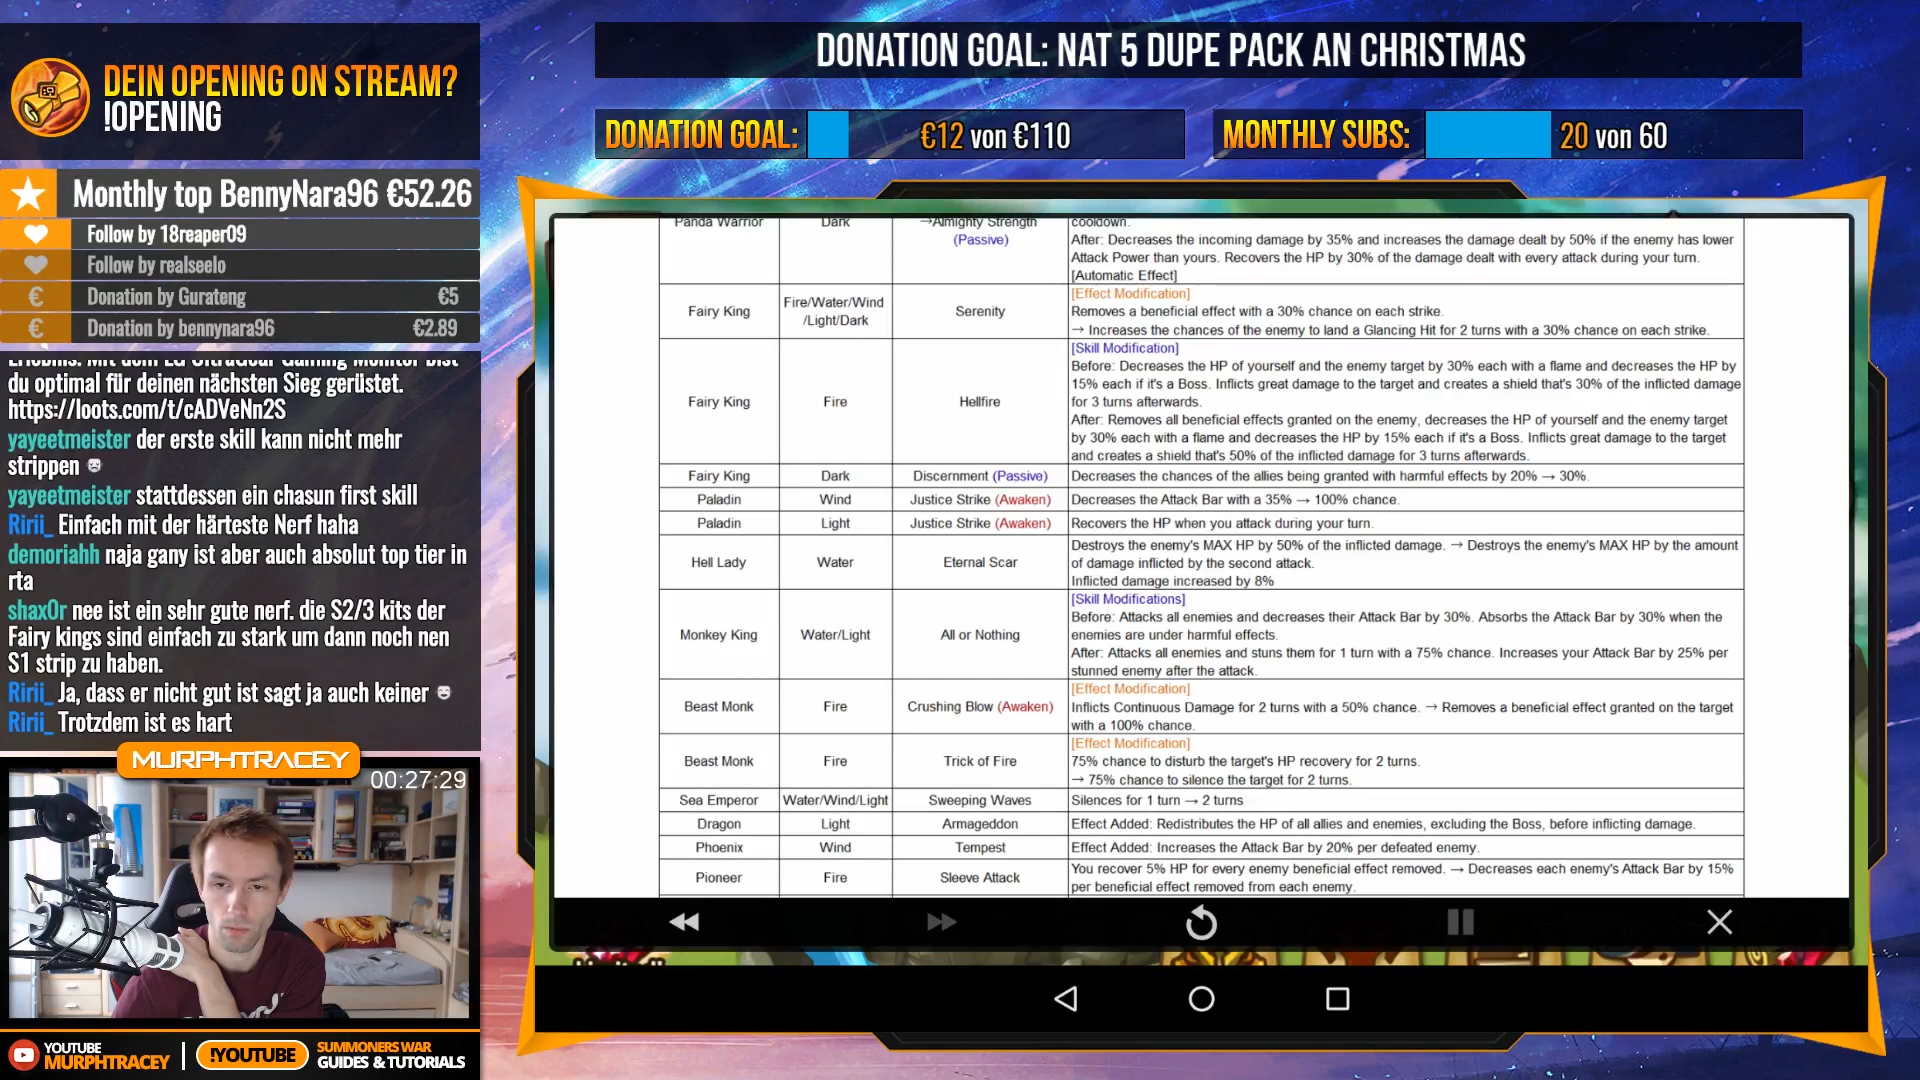 DEIN OPENING ON STREAM?
!OPENING
DONATION GOAL: NAT 5 DUPE PACK AN CHRISTMAS
DONATION GOAL: €12 von €110
MONTHLY SUBS: 20 von 60
Monthly top BennyNara96 €52.26
Follow by 18reaper09
Follow by realseelo
Donation by Gurateng €5
Donation by bennynara96 €2.89
Erlebnis. Mit dem LG UltraGear Gaming Monitor bist
du optimal für deinen nächsten Sieg gerüstet.
https://loots.com/t/cADVeNn2S
yayeetmeister der erste skill kann nicht mehr
strippen
yayeetmeister stattdessen ein chasun first skill
Ririi_ Einfach mit der härteste Nerf haha
demoriahh naja gany ist aber auch absolut top tier in
rta
shax0r nee ist ein sehr gute nerf. die S2/3 kits der
Fairy kings sind einfach zu stark um dann noch nen
S1 strip zu haben.
Ririi_ Ja, dass er nicht gut ist sagt ja auch keiner
Ririi_ Trotzdem ist es hart
MURPHTRACEY
00:27:29
YOUTUBE
MURPHTRACEY
!YOUTUBE
SUMMONERS WAR
GUIDES & TUTORIALS
Panda Warrior Dark →Almighty Strength
(Passive)
cooldown.
After: Decreases the incoming damage by 35% and increases the damage dealt by 50% if the enemy has lower
Attack Power than yours. Recovers the HP by 30% of the damage dealt with every attack during your turn.
[Automatic Effect]
Fairy King
Fire/Water/Wind
/Light/Dark
Serenity
[Effect Modification]
Removes a beneficial effect with a 30% chance on each strike.
→ Increases the chances of the enemy to land a Glancing Hit for 2 turns with a 30% chance on each strike.
Fairy King Fire Hellfire
[Skill Modification]
Before: Decreases the HP of yourself and the enemy target by 30% each with a flame and decreases the HP by
15% each if it's a Boss. Inflicts great damage to the target and creates a shield that's 30% of the inflicted damage
for 3 turns afterwards.
After: Removes all beneficial effects granted on the enemy, decreases the HP of yourself and the enemy target
by 30% each with a flame and decreases the HP by 15% each if it's a Boss. Inflicts great damage to the target
and creates a shield that's 50% of the inflicted damage for 3 turns afterwards.
Fairy King Dark Discernment (Passive) Decreases the chances of the allies being granted with harmful effects by 20% → 30%.
Paladin Wind Justice Strike (Awaken) Decreases the Attack Bar with a 35% → 100% chance.
Paladin Light Justice Strike (Awaken) Recovers the HP when you attack during your turn.
Hell Lady Water Eternal Scar
Destroys the enemy's MAX HP by 50% of the inflicted damage. → Destroys the enemy's MAX HP by the amount
of damage inflicted by the second attack.
Inflicted damage increased by 8%
Monkey King Water/Light All or Nothing
[Skill Modifications]
Before: Attacks all enemies and decreases their Attack Bar by 30%. Absorbs the Attack Bar by 30% when the
enemies are under harmful effects.
After: Attacks all enemies and stuns them for 1 turn with a 75% chance. Increases your Attack Bar by 25% per
stunned enemy after the attack.
Beast Monk Fire Crushing Blow (Awaken)
[Effect Modification]
Inflicts Continuous Damage for 2 turns with a 50% chance. → Removes a beneficial effect granted on the target
with a 100% chance.
Beast Monk Fire Trick of Fire
[Effect Modification]
75% chance to disturb the target's HP recovery for 2 turns.
→ 75% chance to silence the target for 2 turns.
Sea Emperor Water/Wind/Light Sweeping Waves Silences for 1 turn → 2 turns
Dragon Light Armageddon Effect Added: Redistributes the HP of all allies and enemies, excluding the Boss, before inflicting damage.
Phoenix Wind Tempest Effect Added: Increases the Attack Bar by 20% per defeated enemy.
Pioneer Fire Sleeve Attack
You recover 5% HP for every enemy beneficial effect removed. → Decreases each enemy's Attack Bar by 15%
per beneficial effect removed from each enemy.